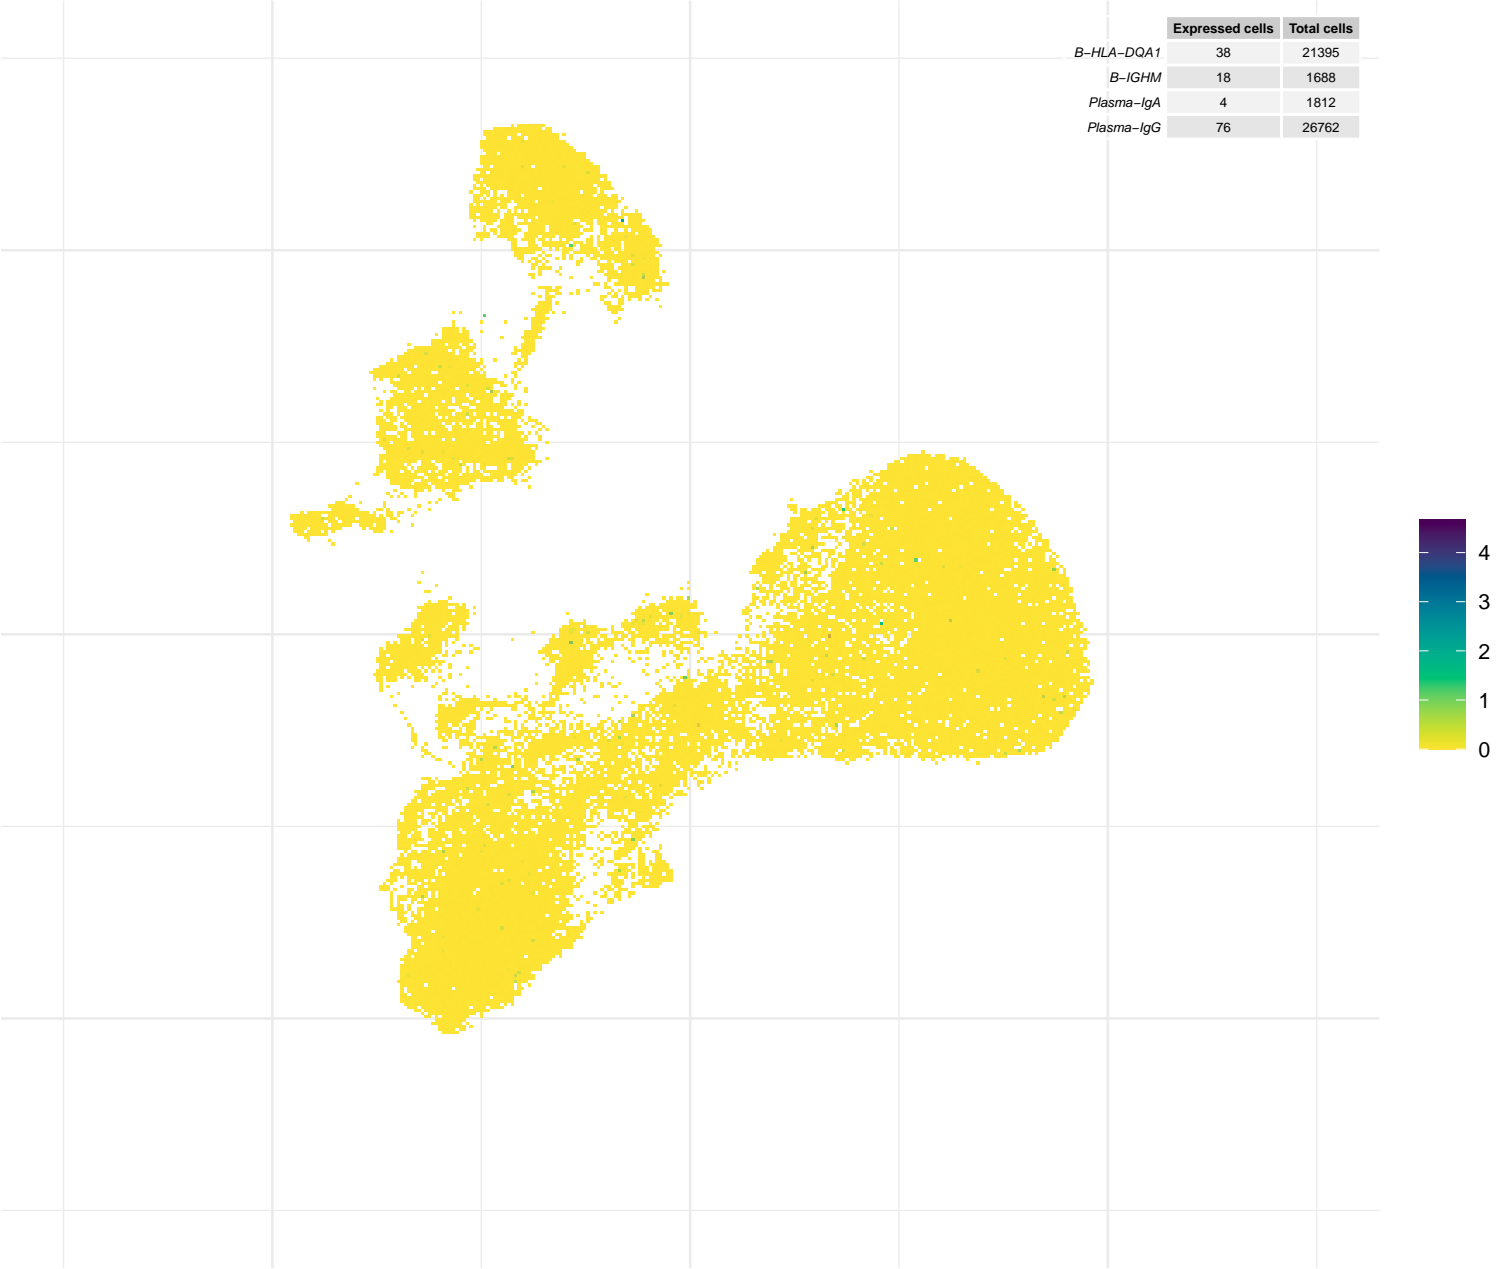 Expressed cells Total cells
B−HLA−DQA1 38 21395
B−IGHM 18 1688
Plasma−IgA 4 1812
Plasma−IgG 76 26762
4
3
2
1
0